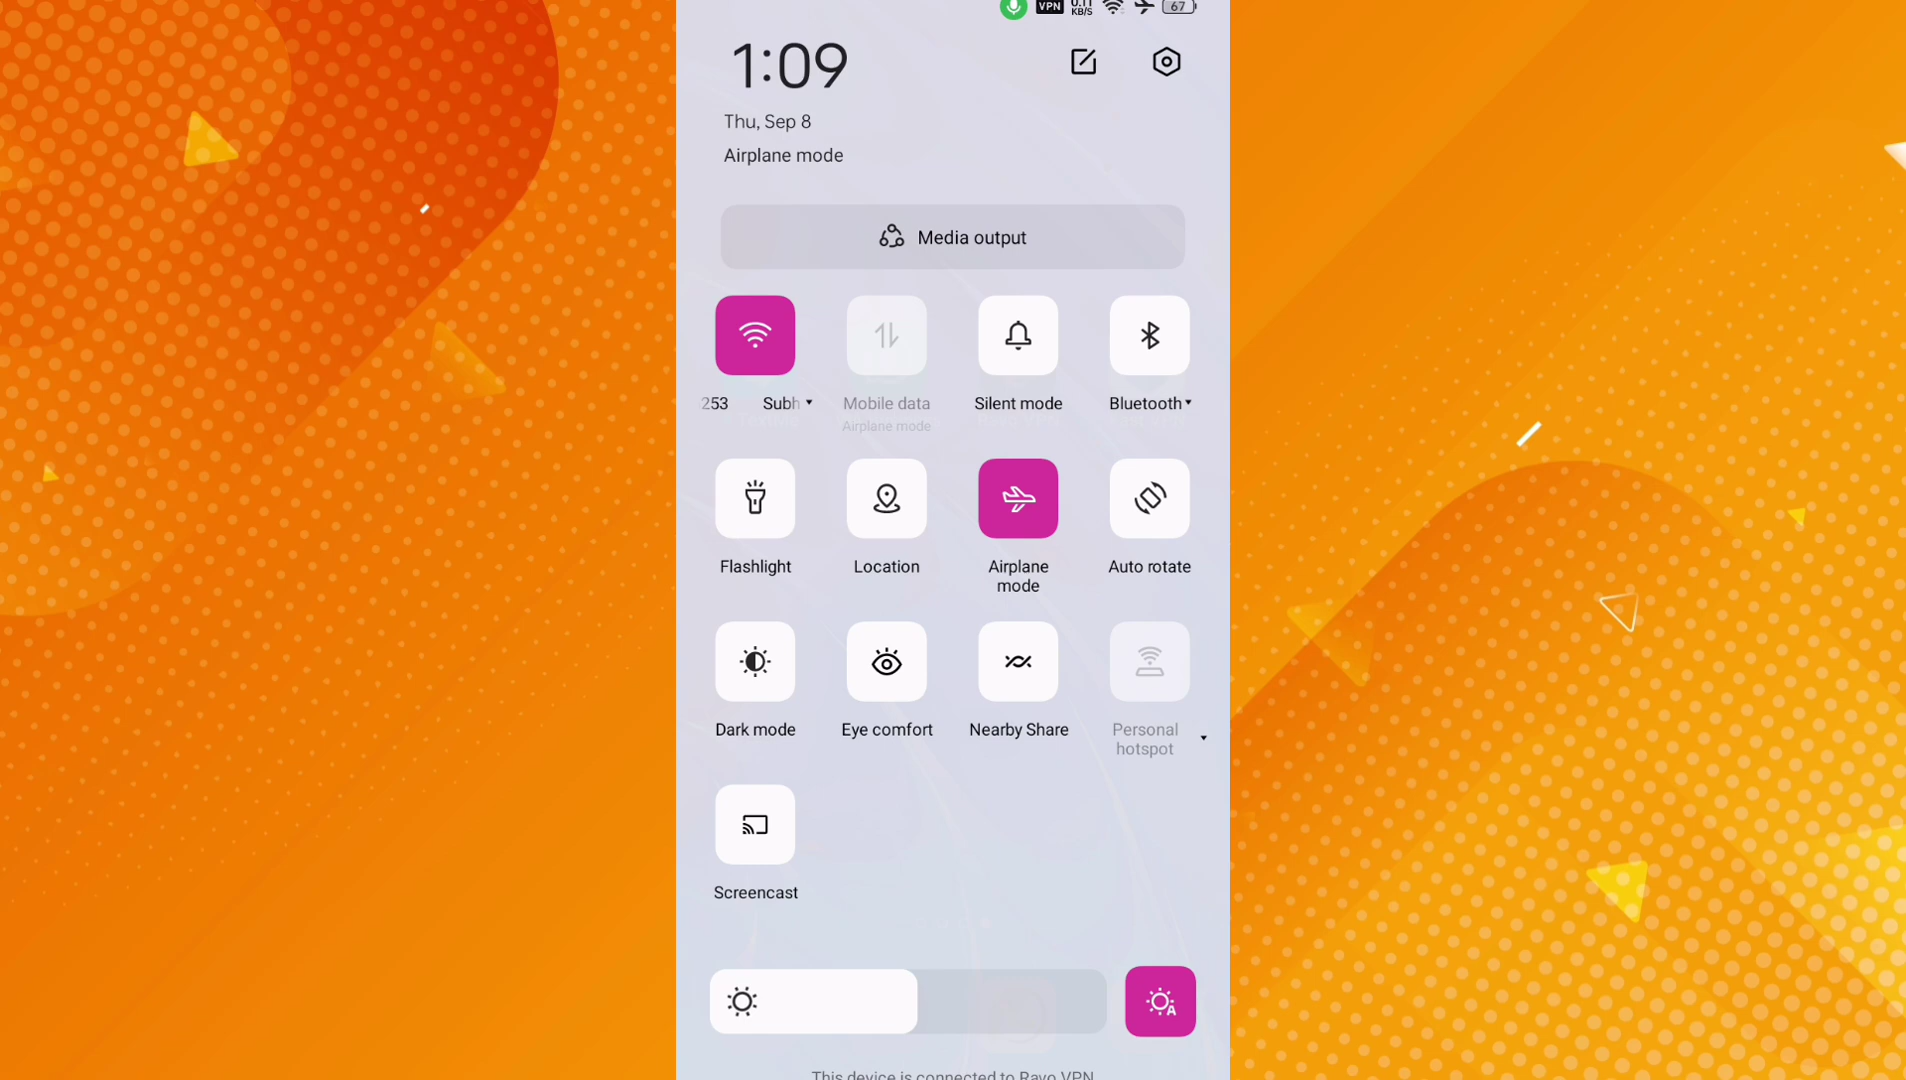 VPN 0.11 KB/S 67
1:09
Thu, Sep 8
Airplane mode
Media output
253 Subh Mobile data Silent mode Bluetooth
Airplane mode
Flashlight Location Airplane mode Auto rotate
Dark mode Eye comfort Nearby Share Personal hotspot
Screencast
A
This device is connected to Rayo VPN